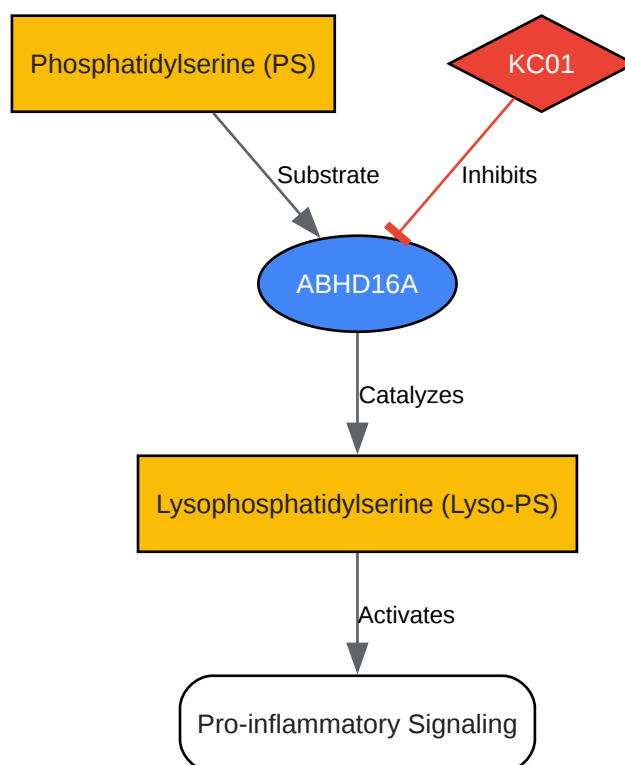 Phosphatidylserine (PS)
KC01
Substrate
Inhibits
ABHD16A
Catalyzes
Lysophosphatidylserine (Lyso-PS)
Activates
Pro-inflammatory Signaling